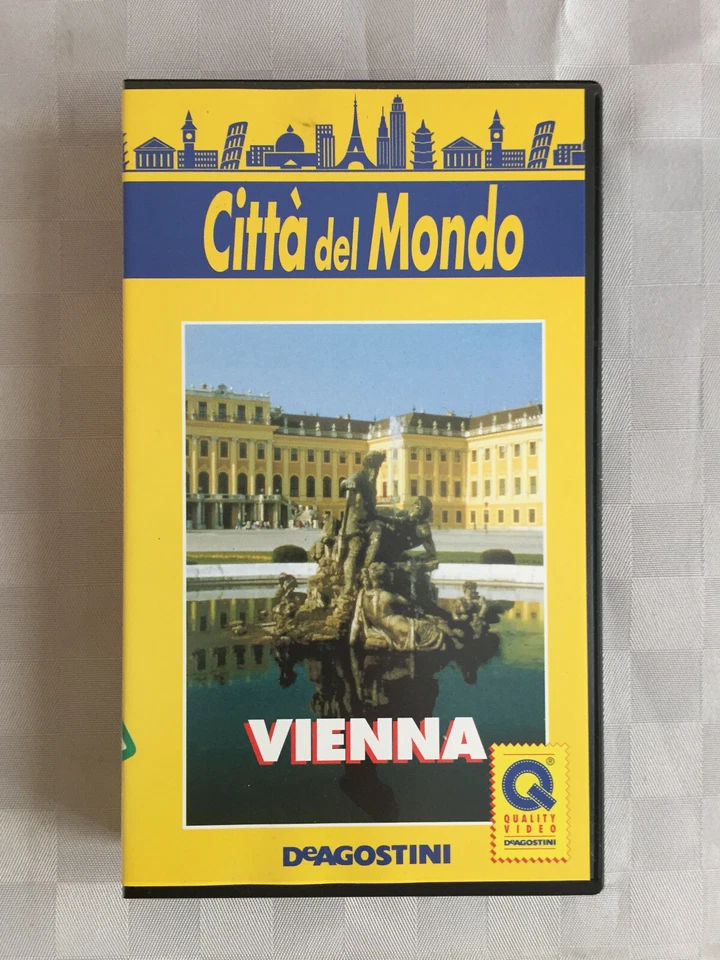 Città del Mondo
VIENNA
Q®
QUALITY
VIDEO
DeAGOSTINI
DeAGOSTINI